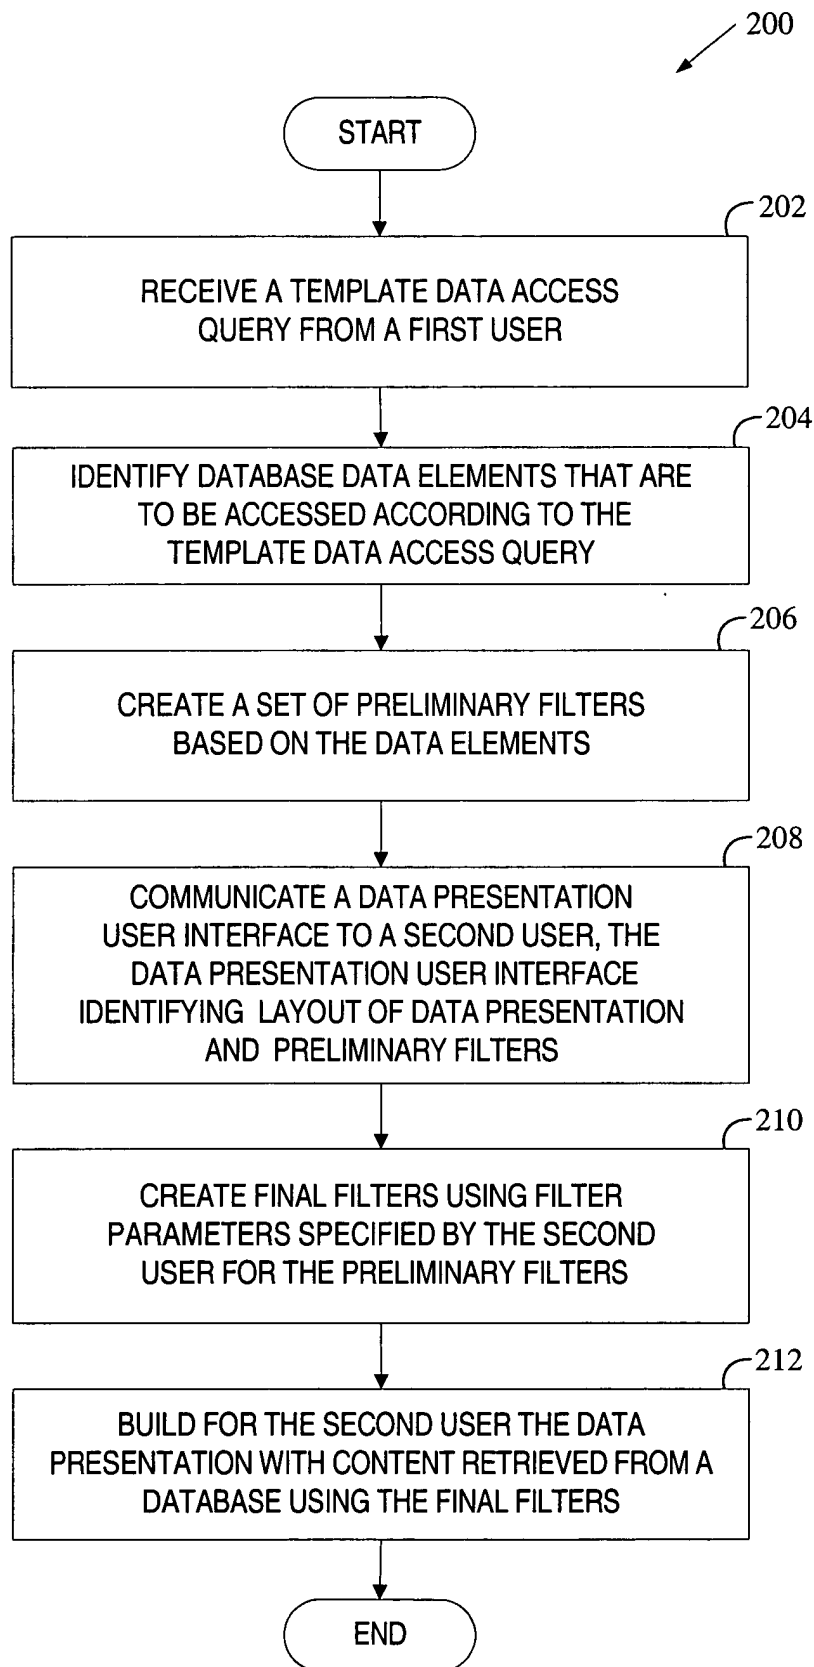 200
START
202
RECEIVE A TEMPLATE DATA ACCESS
QUERY FROM A FIRST USER
204
IDENTIFY DATABASE DATA ELEMENTS THAT ARE
TO BE ACCESSED ACCORDING TO THE
TEMPLATE DATA ACCESS QUERY
206
CREATE A SET OF PRELIMINARY FILTERS
BASED ON THE DATA ELEMENTS
208
COMMUNICATE A DATA PRESENTATION
USER INTERFACE TO A SECOND USER, THE
DATA PRESENTATION USER INTERFACE
IDENTIFYING LAYOUT OF DATA PRESENTATION
AND PRELIMINARY FILTERS
210
CREATE FINAL FILTERS USING FILTER
PARAMETERS SPECIFIED BY THE SECOND
USER FOR THE PRELIMINARY FILTERS
212
BUILD FOR THE SECOND USER THE DATA
PRESENTATION WITH CONTENT RETRIEVED FROM A
DATABASE USING THE FINAL FILTERS
END